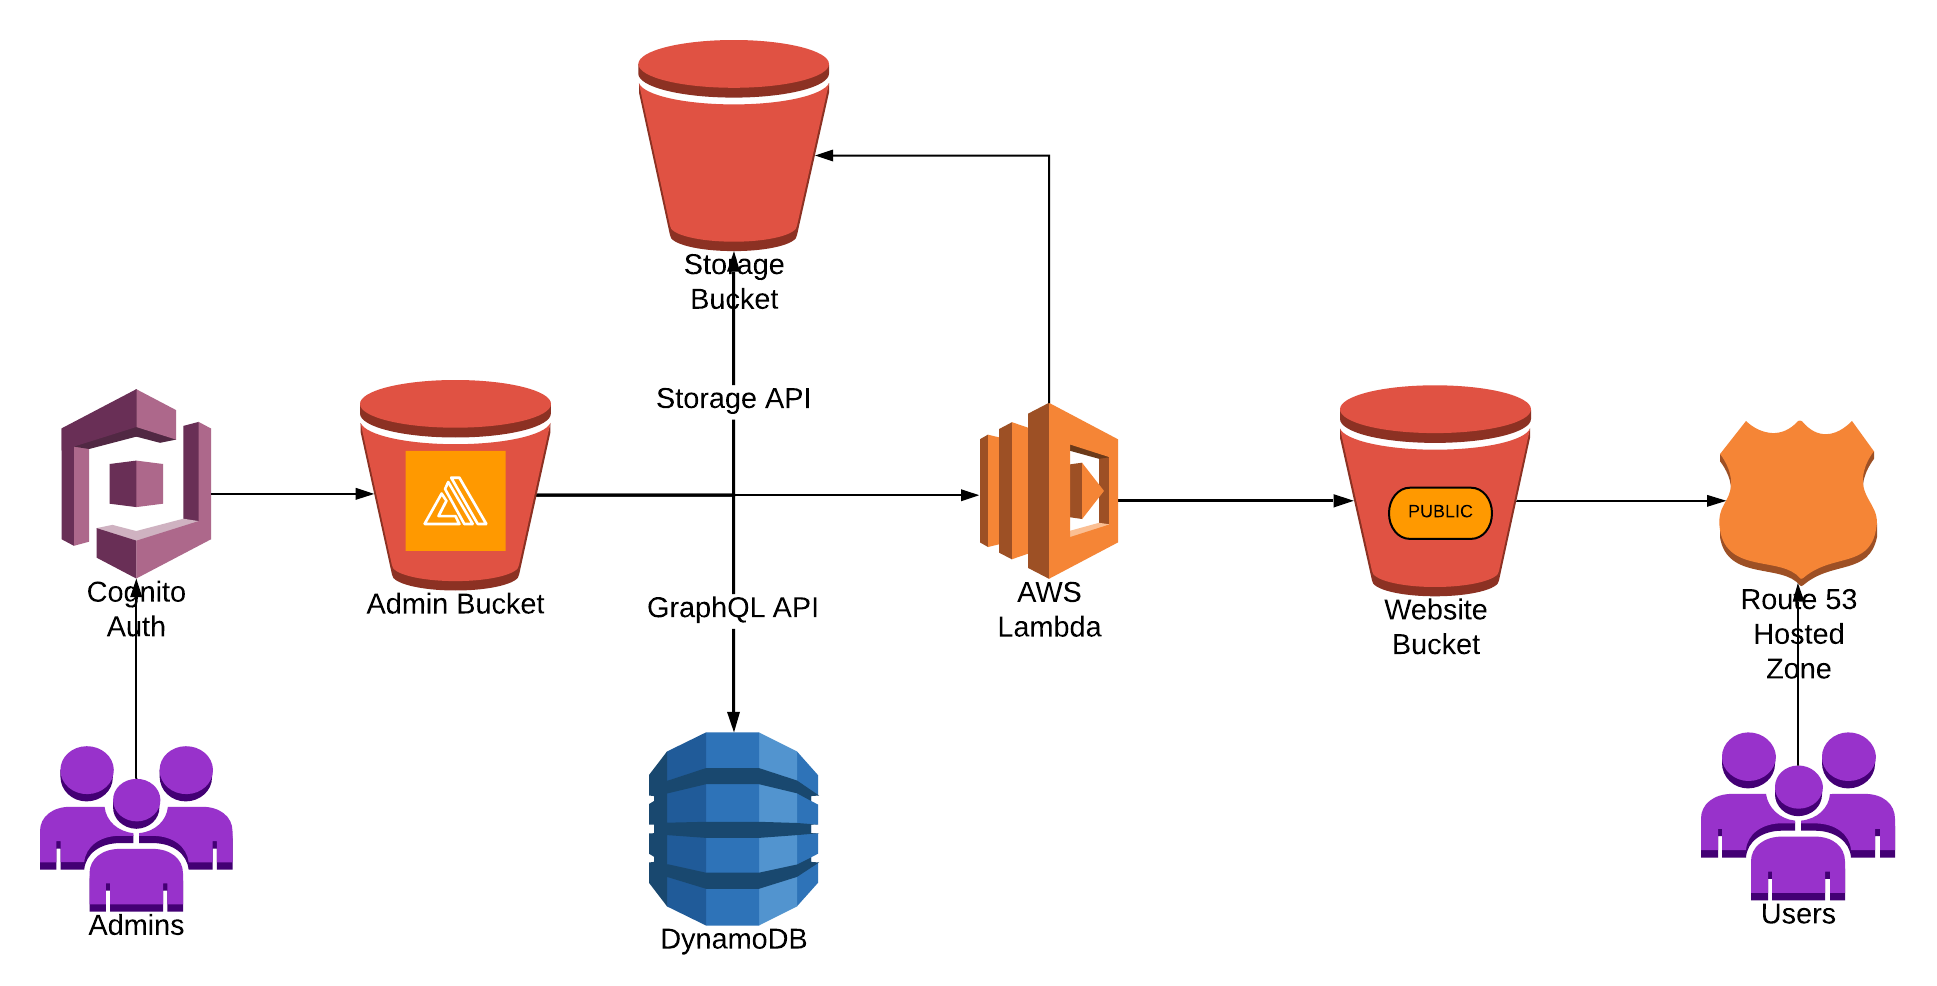 Storage
Bucket
Storage API
Cognito
Auth
Admin Bucket
GraphQL API
AWS
Lambda
PUBLIC
Website
Bucket
Route 53
Hosted
Zone
Admins
DynamoDB
Users